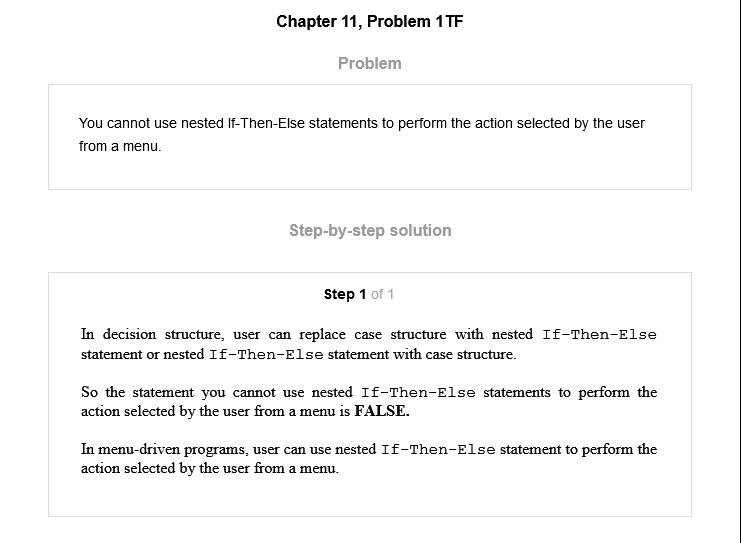 Chapter 11, Problem 1TF
Problem
You cannot use nested If-Then-Else statements to perform the action selected by the user
from a menu.
Step-by-step solution
Step 1 of 1
In decision structure, user can replace case structure with nested If-Then-Else
statement or nested If-Then-Else statement with case structure.
So the statement you cannot use nested If-Then-Else statements to perform the
action selected by the user from a menu is FALSE.
In menu-driven programs, user can use nested If-Then-Else statement to perform the
action selected by the user from a menu.